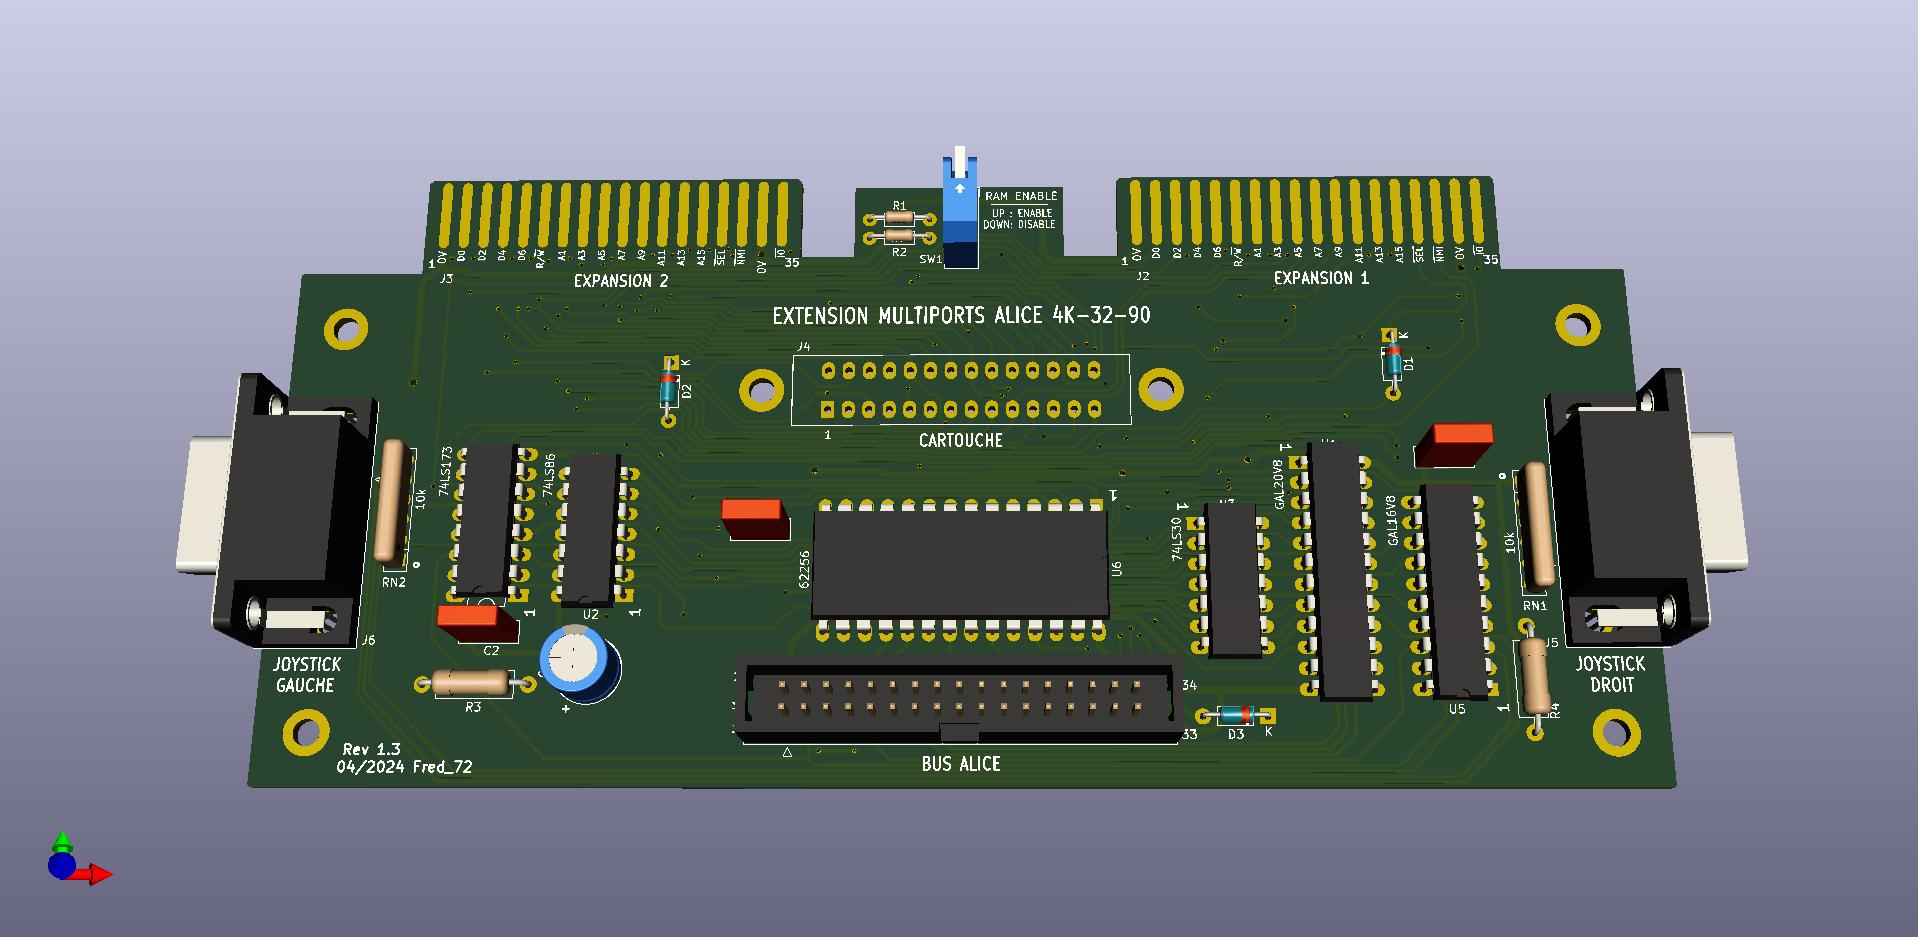 R1
R2
SW1
RAM ENABLE
UP : ENABLE
DOWN: DISABLE
0V D0 D2 D4 D6 R/W A1 A3 A5 A7 A9 A11 A13 A15 SEL NMI 0V IO
1 35
J3
EXPANSION 2
0V D0 D2 D4 D6 R/W A1 A3 A5 A7 A9 A11 A13 A15 SEL NMI 0V IO
1 35
J2
EXPANSION 1
EXTENSION MULTIPORTS ALICE 4K-32-90
J4
1
CARTOUCHE
K
D2
K
D1
74LS173
1
74LS86
U2
1
10k
RN2
C2
R3
+
J6
JOYSTICK
GAUCHE
62256
1
U6
74LS30
1
GAL20V8
1
GAL16V8
U5
1
10k
RN1
J5
R4
JOYSTICK
DROIT
34
33
D3
K
BUS ALICE
Rev 1.3
04/2024 Fred_72